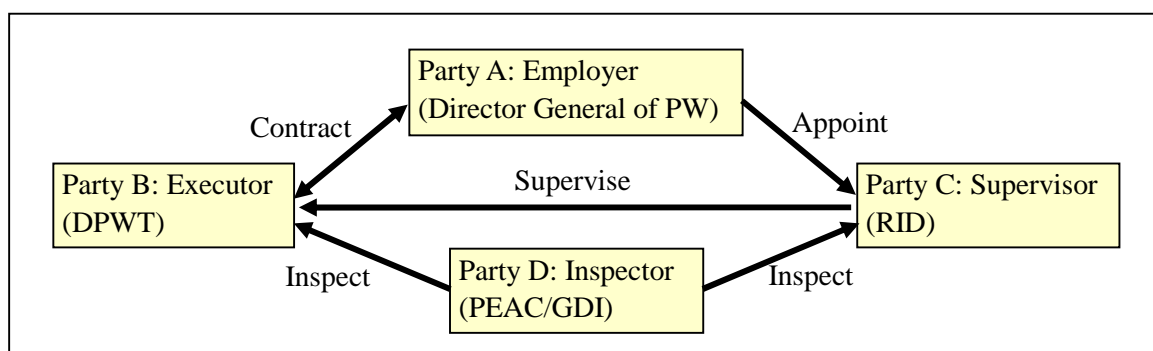 Party A: Employer
(Director General of PW)
Contract
Appoint
Party B: Executor
(DPWT)
Supervise
Party C: Supervisor
(RID)
Inspect
Party D: Inspector
(PEAC/GDI)
Inspect